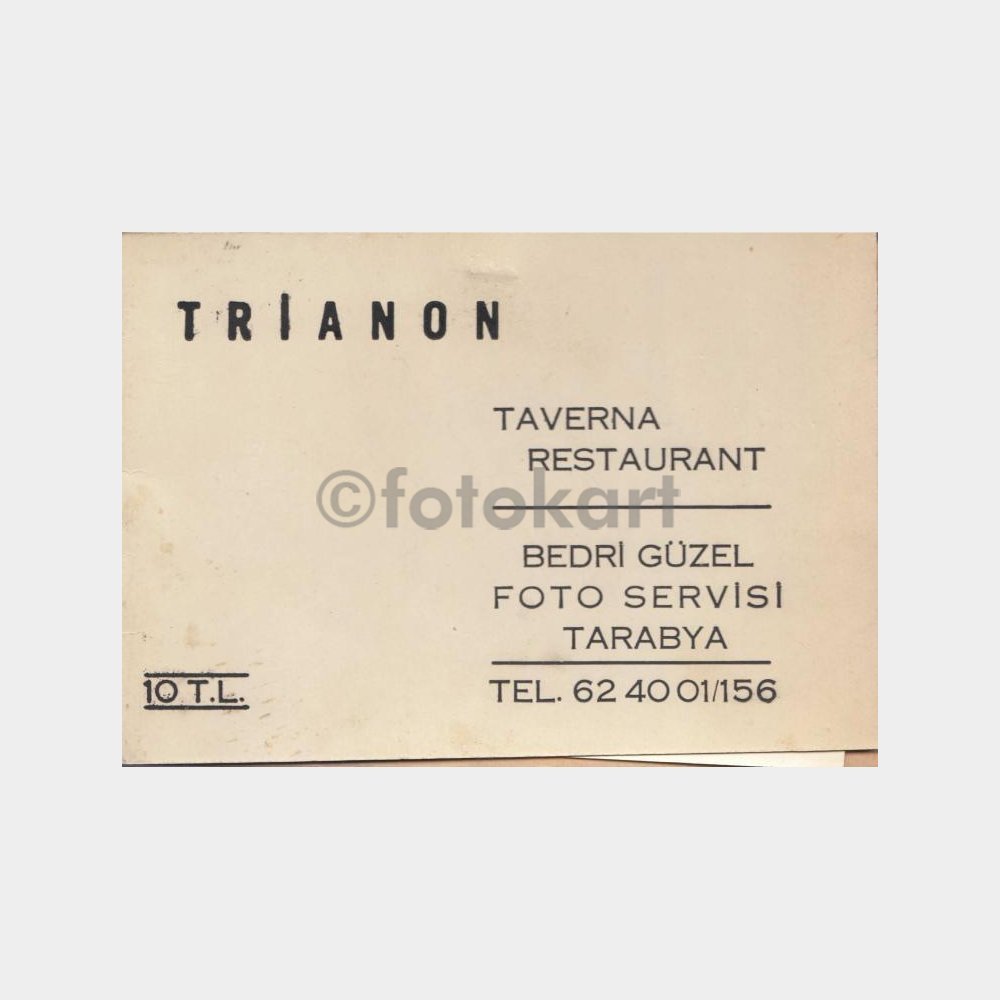 TRİANON
TAVERNA
RESTAURANT
©fotokart
BEDRİ GÜZEL
FOTO SERVİSİ
TARABYA
10 T.L.
TEL. 62 40 01/156